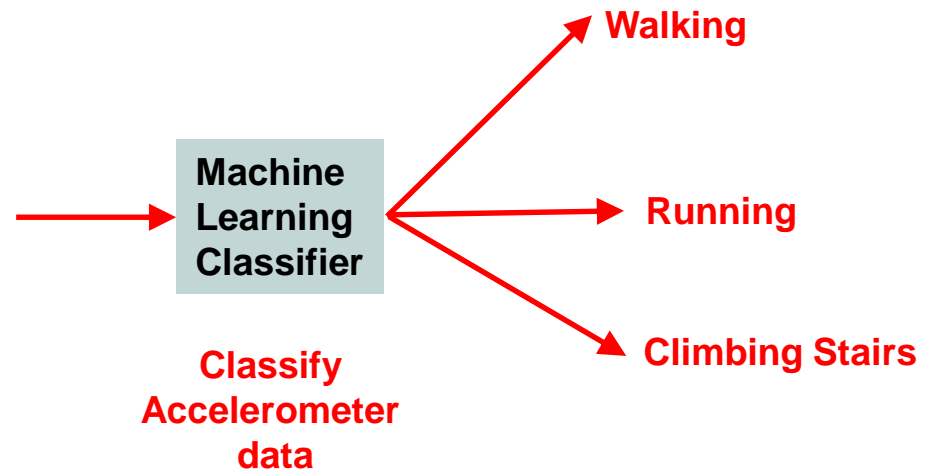 Walking
Machine
Learning
Classifier
Running
Climbing Stairs
Classify
Accelerometer
data